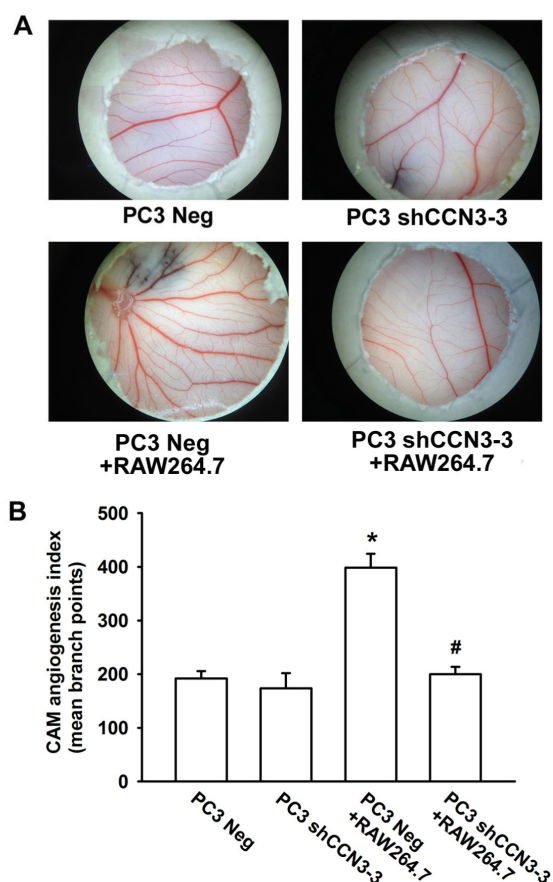 A
PC3 Neg
PC3 shCCN3-3
PC3 Neg
+RAW264.7
PC3 shCCN3-3
+RAW264.7
B
CAM angiogenesis index
(mean branch points)
500
400
300
200
100
0
*
#
PC3 Neg
PC3 shCCN3-3
PC3 Neg
+RAW264.7
PC3 shCCN3-3
+RAW264.7